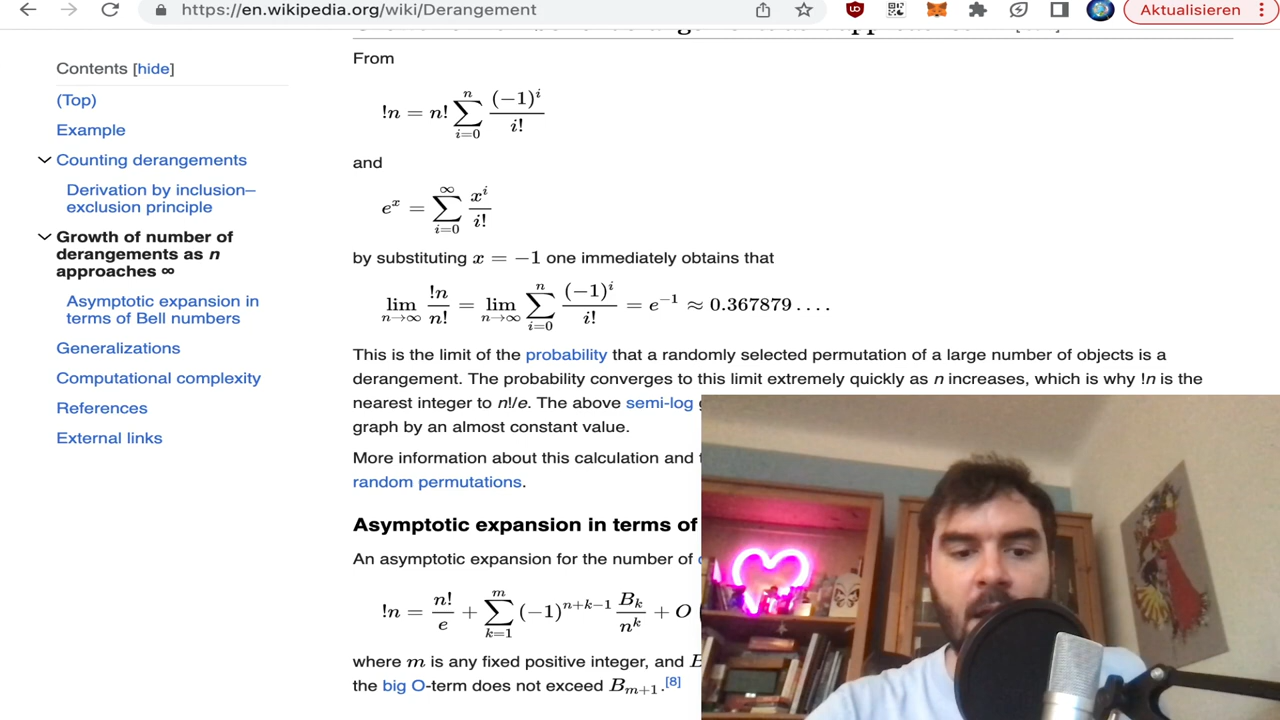 https://en.wikipedia.org/wiki/Derangement
Aktualisieren
Contents [hide]
(Top)
Example
Counting derangements
Derivation by inclusion–
exclusion principle
Growth of number of
derangements as n
approaches ∞
Asymptotic expansion in
terms of Bell numbers
Generalizations
Computational complexity
References
External links
From
!n = n! ∑_{i=0}^{n} (−1)^i / i!
and
e^x = ∑_{i=0}^{∞} x^i / i!
by substituting x = −1 one immediately obtains that
lim_{n→∞} !n / n! = lim_{n→∞} ∑_{i=0}^{n} (−1)^i / i! = e^{−1} ≈ 0.367879 . . . .
This is the limit of the probability that a randomly selected permutation of a large number of objects is a
derangement. The probability converges to this limit extremely quickly as n increases, which is why !n is the
nearest integer to n!/e. The above semi-log
graph by an almost constant value.
More information about this calculation and
random permutations.
Asymptotic expansion in terms of
An asymptotic expansion for the number of
!n = n! / e + ∑_{k=1}^{m} (−1)^{n+k−1} B_k / n^k + O
where m is any fixed positive integer, and
the big O-term does not exceed B_{m+1}.[8]